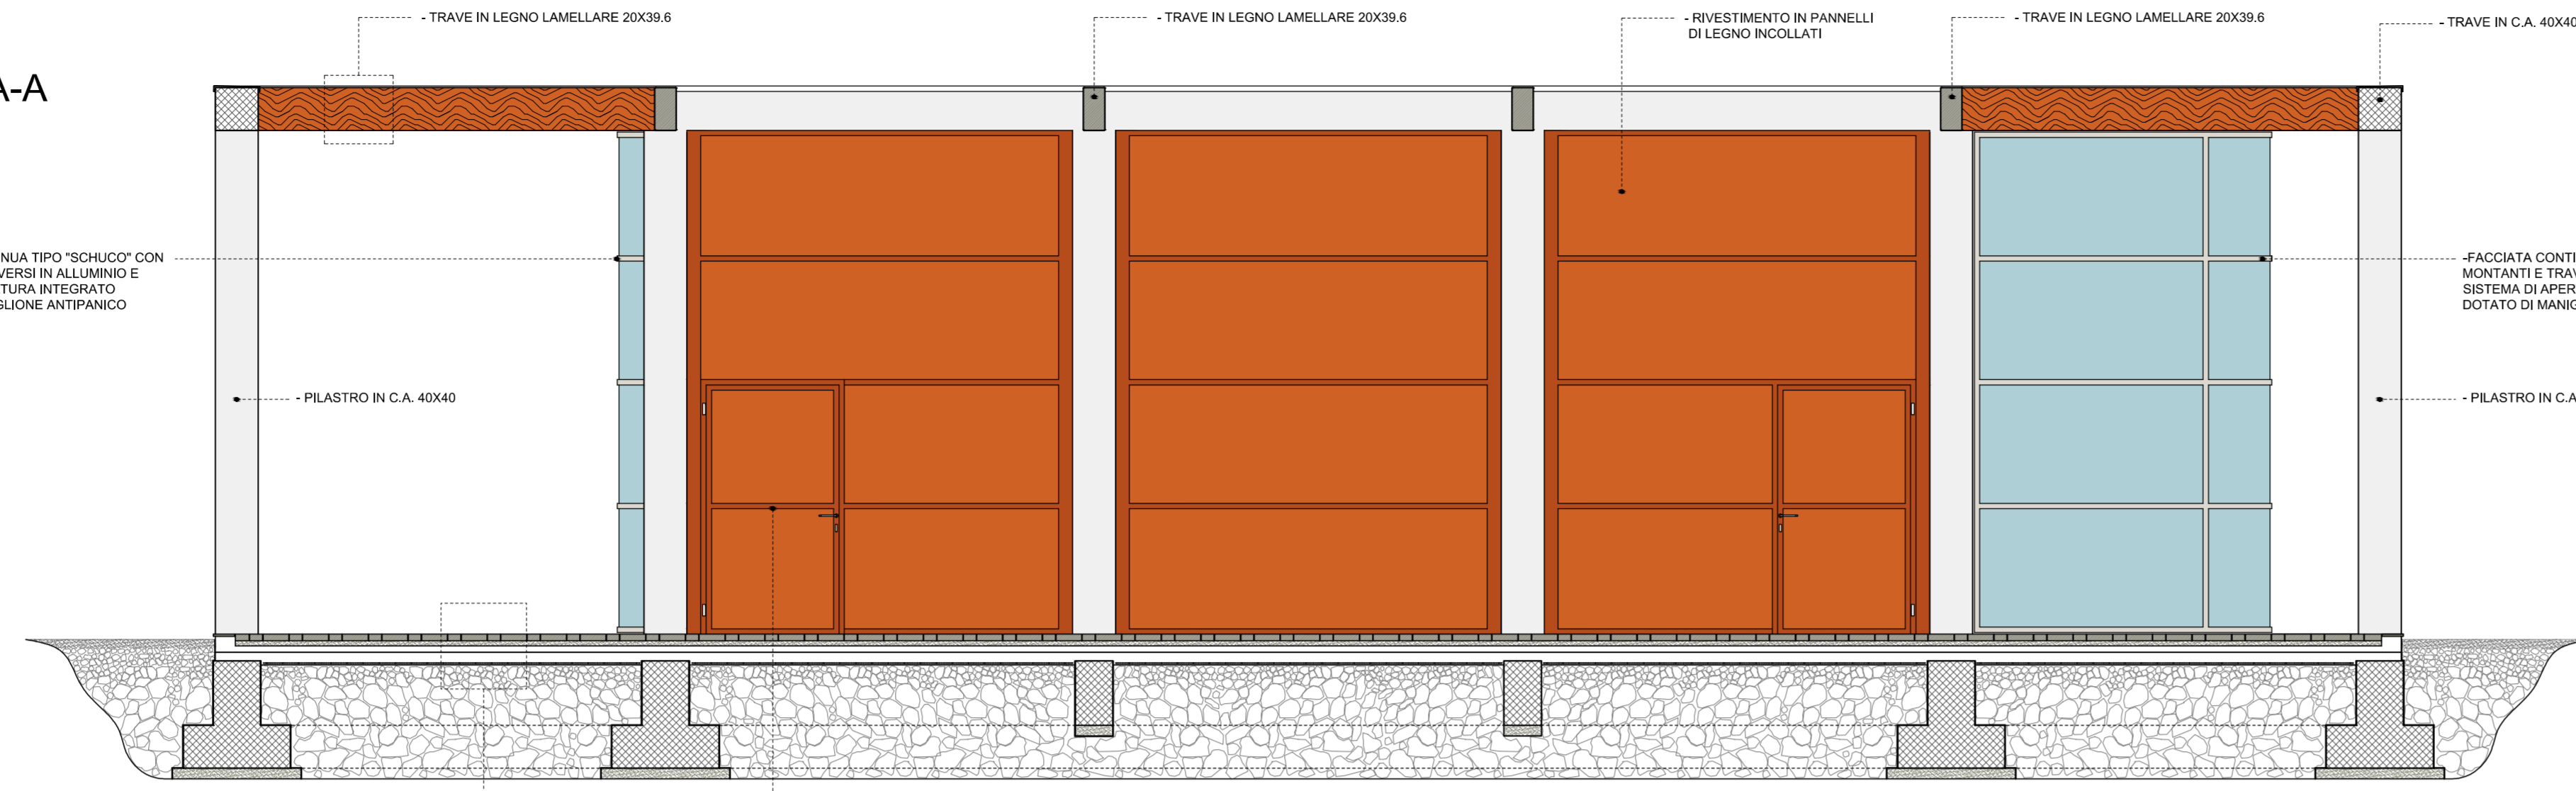 - TRAVE IN LEGNO LAMELLARE 20X39.6
- TRAVE IN LEGNO LAMELLARE 20X39.6
- RIVESTIMENTO IN PANNELLI
DI LEGNO INCOLLATI
- TRAVE IN LEGNO LAMELLARE 20X39.6
- TRAVE IN C.A. 40X40
A-A
NUA TIPO "SCHUCO" CON
VERSI IN ALLUMINIO E
TURA INTEGRATO
GLIONE ANTIPANICO
-FACCIATA CONTI
MONTANTI E TRAV
SISTEMA DI APER
DOTATO DI MANIG
- PILASTRO IN C.A. 40X40
- PILASTRO IN C.A